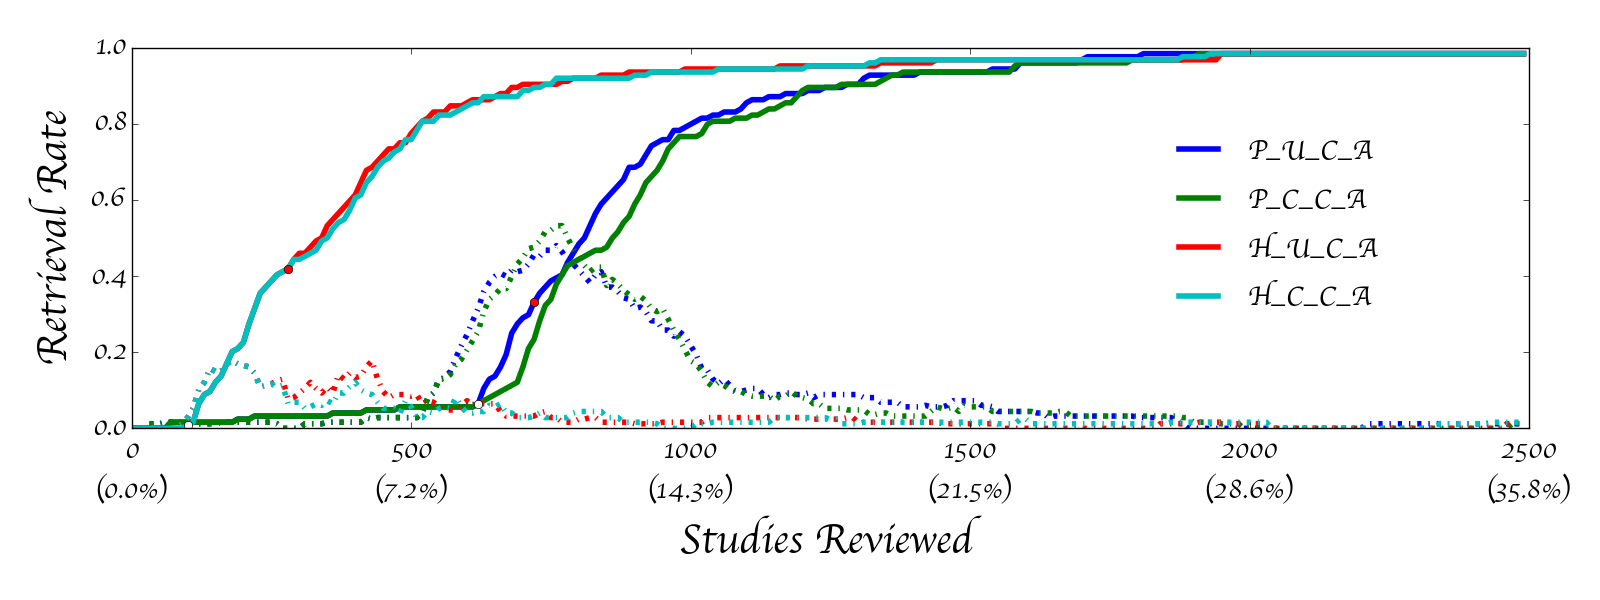 Retrieval Rate
1.0
0.8
0.6
0.4
0.2
0.0
P_U_C_A
P_C_C_A
H_U_C_A
H_C_C_A
0 500 1000 1500 2000 2500
(0.0%) (7.2%) (14.3%) (21.5%) (28.6%) (35.8%)
Studies Reviewed